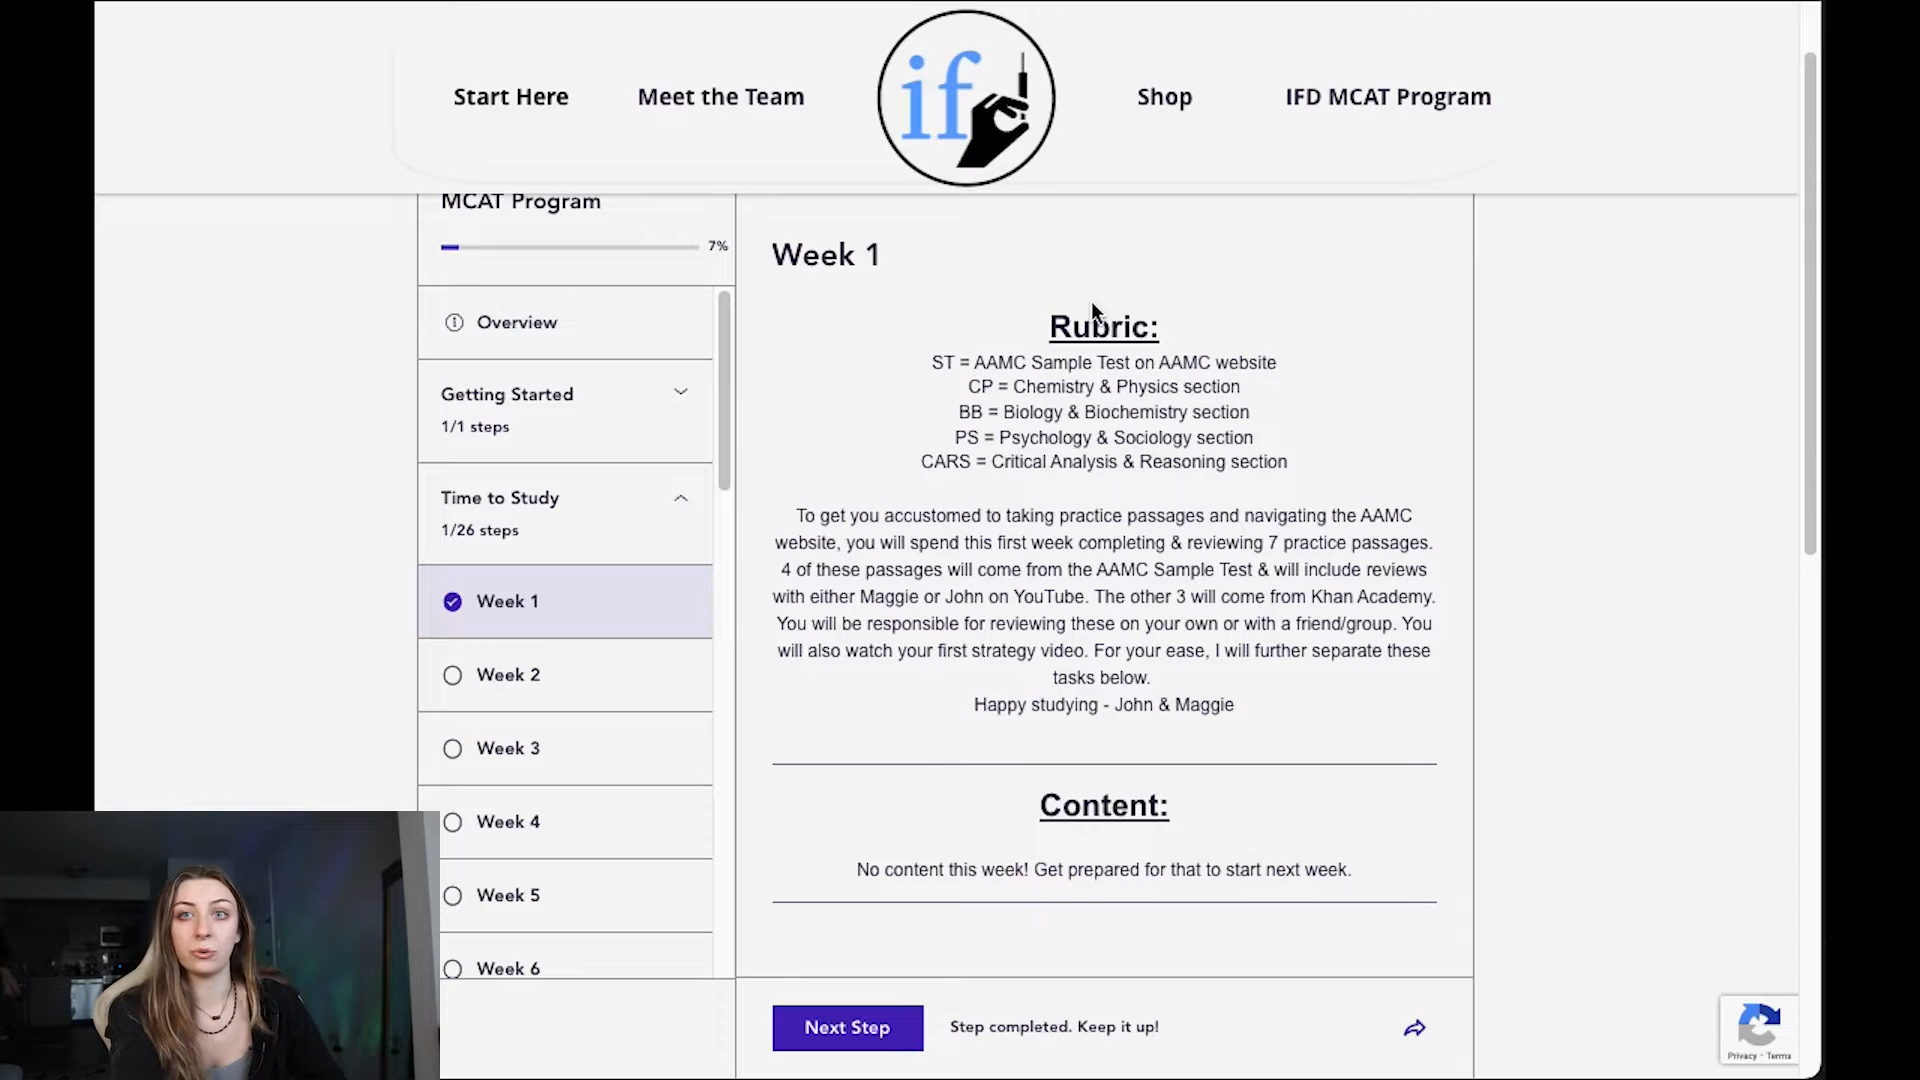 Start Here
Meet the Team
if
Shop
IFD MCAT Program
MCAT Program
7%
Overview
Getting Started
1/1 steps
Time to Study
1/26 steps
Week 1
Week 2
Week 3
Week 4
Week 5
Week 6
Week 1
Rubric:
ST = AAMC Sample Test on AAMC website
CP = Chemistry & Physics section
BB = Biology & Biochemistry section
PS = Psychology & Sociology section
CARS = Critical Analysis & Reasoning section
To get you accustomed to taking practice passages and navigating the AAMC
website, you will spend this first week completing & reviewing 7 practice passages.
4 of these passages will come from the AAMC Sample Test & will include reviews
with either Maggie or John on YouTube. The other 3 will come from Khan Academy.
You will be responsible for reviewing these on your own or with a friend/group. You
will also watch your first strategy video. For your ease, I will further separate these
tasks below.
Happy studying - John & Maggie
Content:
No content this week! Get prepared for that to start next week.
Next Step
Step completed. Keep it up!
Privacy - Terms